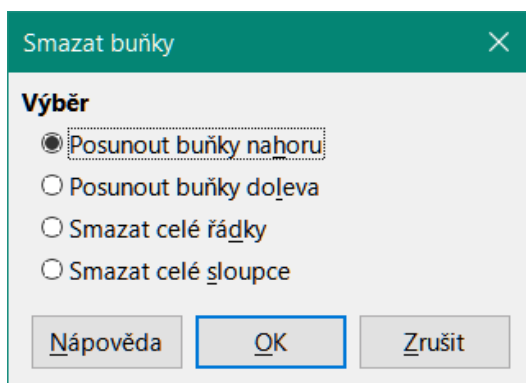 Smazat buňky
Výběr
Posunout buňky nahoru
Posunout buňky doleva
Smazat celé řádky
Smazat celé sloupce
Nápověda OK Zrušit